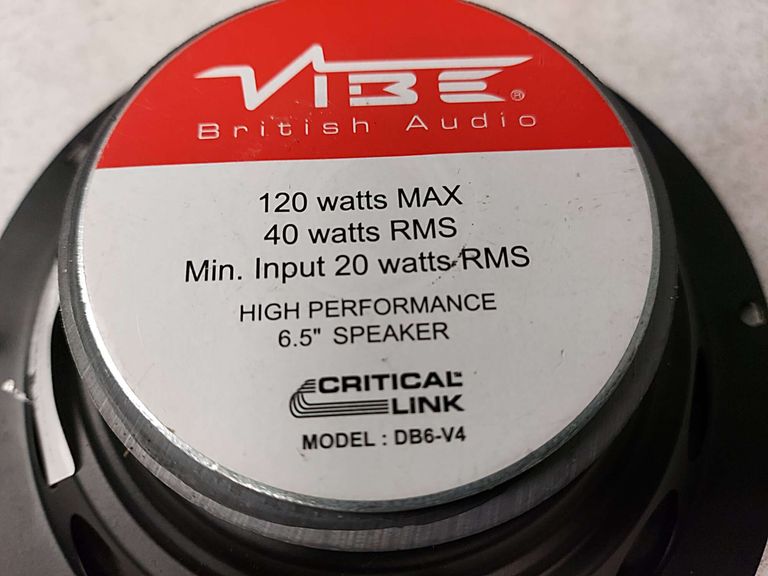 VIBE®
British Audio
120 watts MAX
40 watts RMS
Min. Input 20 watts RMS
HIGH PERFORMANCE
6.5" SPEAKER
CRITICAL™
LINK
MODEL : DB6-V4